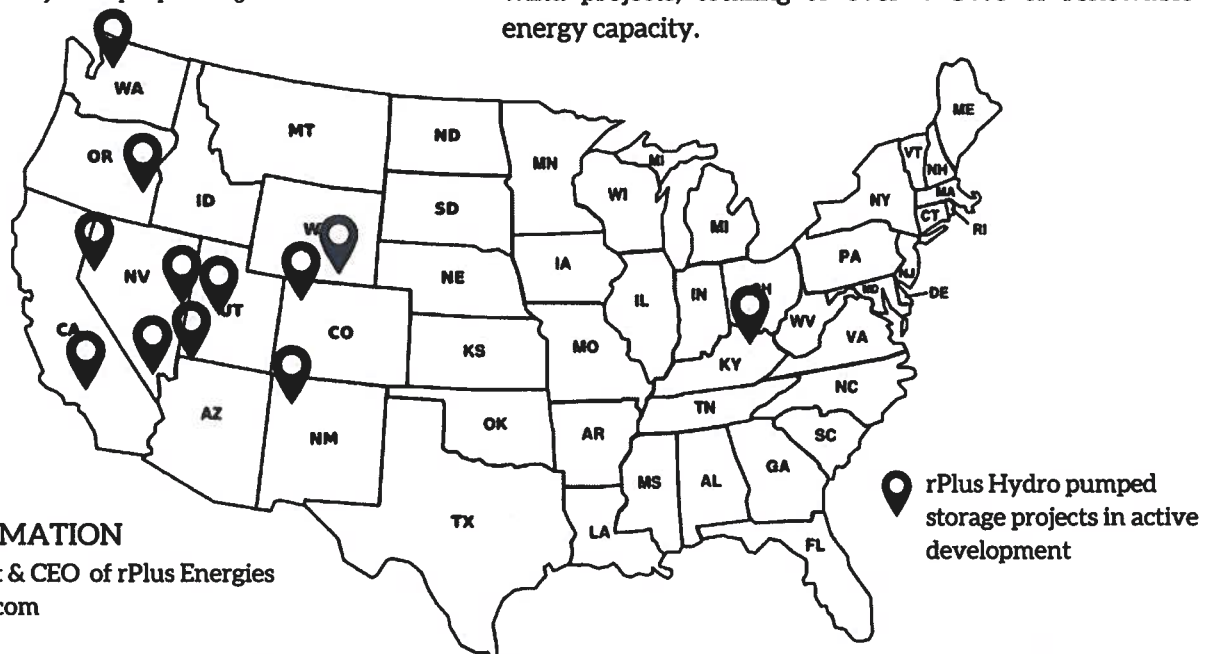 energy capacity.
WA
MT
ND
ME
OR
MN
MI
VT
NH
ID
SD
WI
NY
MA
CT
RI
MI
NV
UT
NE
IA
PA
NJ
IL
IN
MD
DE
CA
CO
KS
MO
WV
VA
KY
NC
AZ
NM
OK
AR
TN
SC
TX
MS
AL
GA
LA
FL
rPlus Hydro pumped
storage projects in active
development
MATION
& CEO of rPlus Energies
com